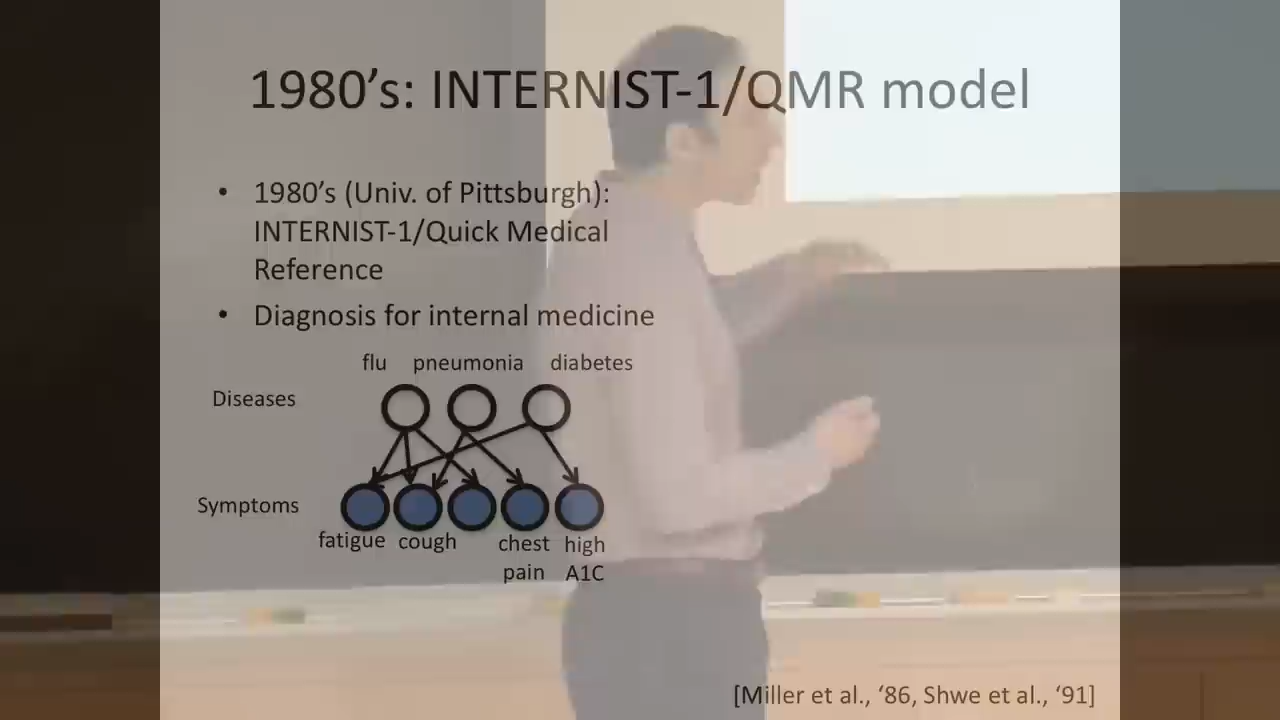 1980's: INTERNIST-1/QMR model
• 1980's (Univ. of Pittsburgh):
INTERNIST-1/Quick Medical
Reference
• Diagnosis for internal medicine
flu pneumonia diabetes
Diseases
Symptoms
fatigue cough chest pain high A1C
[Miller et al., '86, Shwe et al., '91]